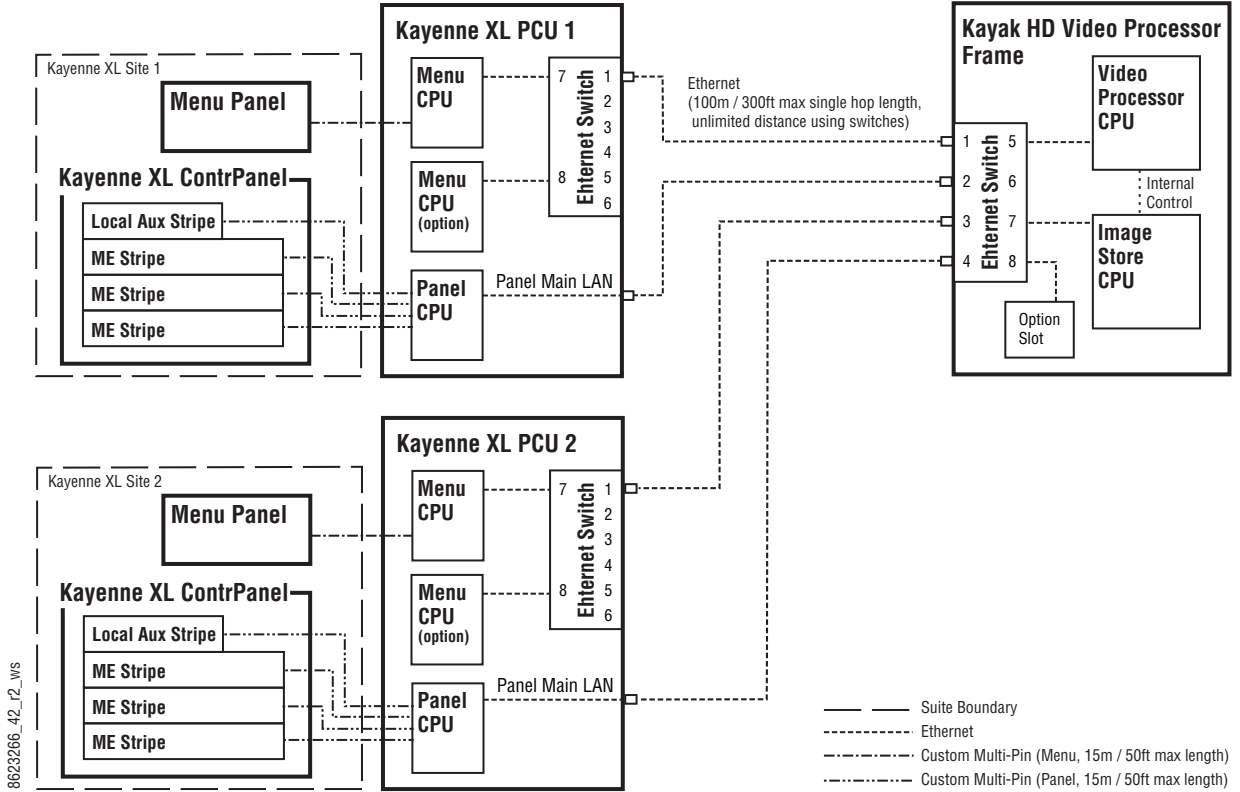 Kayenne XL Site 1
Menu Panel
Kayenne XL ContrPanel
Local Aux Stripe
ME Stripe
ME Stripe
ME Stripe
Kayenne XL PCU 1
Menu
CPU
Menu
CPU
(option)
Panel
CPU
7
8
Ehternet Switch
1
2
3
4
5
6
Panel Main LAN
Ethernet
(100m / 300ft max single hop length,
unlimited distance using switches)
Kayak HD Video Processor
Frame
1
2
3
4
Ehternet Switch
5
6
7
8
Video
Processor
CPU
Internal
Control
Image
Store
CPU
Option
Slot
Kayenne XL Site 2
Menu Panel
Kayenne XL ContrPanel
Local Aux Stripe
ME Stripe
ME Stripe
ME Stripe
Kayenne XL PCU 2
Menu
CPU
Menu
CPU
(option)
Panel
CPU
7
8
Ehternet Switch
1
2
3
4
5
6
Panel Main LAN
Suite Boundary
Ethernet
Custom Multi-Pin (Menu, 15m / 50ft max length)
Custom Multi-Pin (Panel, 15m / 50ft max length)
8623266_42_r2_ws